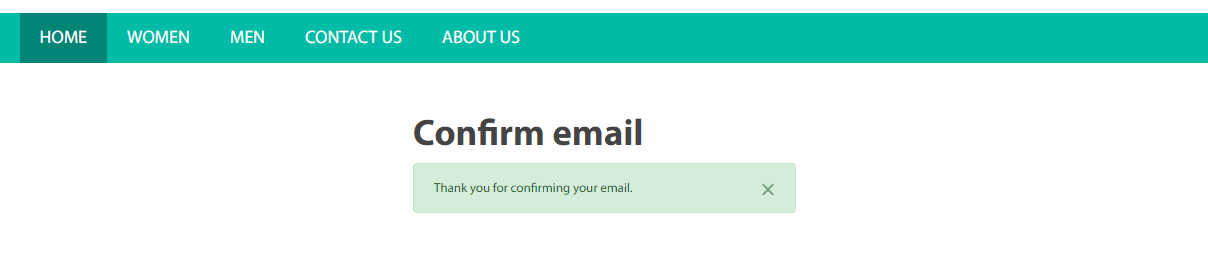 HOME WOMEN MEN CONTACT US ABOUT US
Confirm email
Thank you for confirming your email.